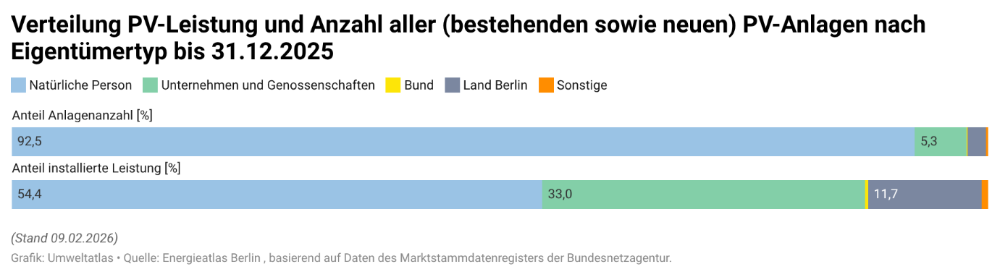 Verteilung PV-Leistung und Anzahl aller (bestehenden sowie neuen) PV-Anlagen nach
Eigentümertyp bis 31.12.2025
Natürliche Person Unternehmen und Genossenschaften Bund Land Berlin Sonstige
Anteil Anlagenanzahl [%]
92,5 5,3
Anteil installierte Leistung [%]
54,4 33,0 11,7
(Stand 09.02.2026)
Grafik: Umweltatlas • Quelle: Energieatlas Berlin , basierend auf Daten des Marktstammdatenregisters der Bundesnetzagentur.